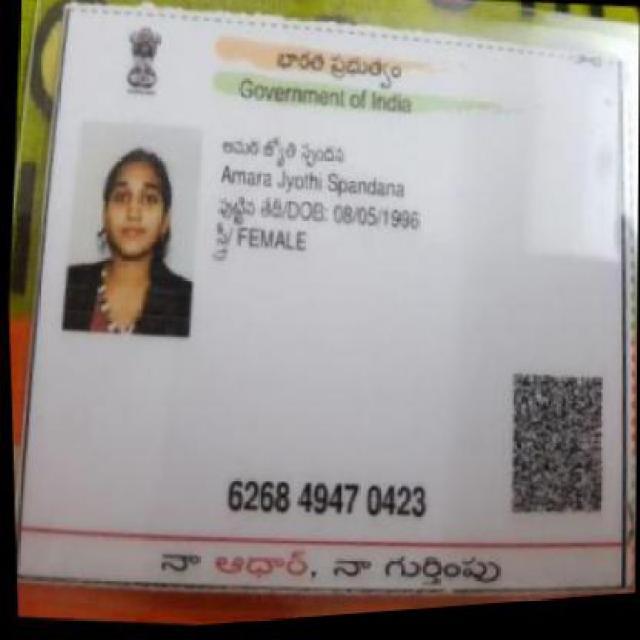 భారత ప్రభుత్వం
Government of India
అమర జ్యోతి స్పందన
Amara Jyothi Spandana
పుట్టిన తేదీ/DOB: 08/05/1996
స్త్రీ/ FEMALE
6268 4947 0423
నా ఆధార్, నా గుర్తింపు